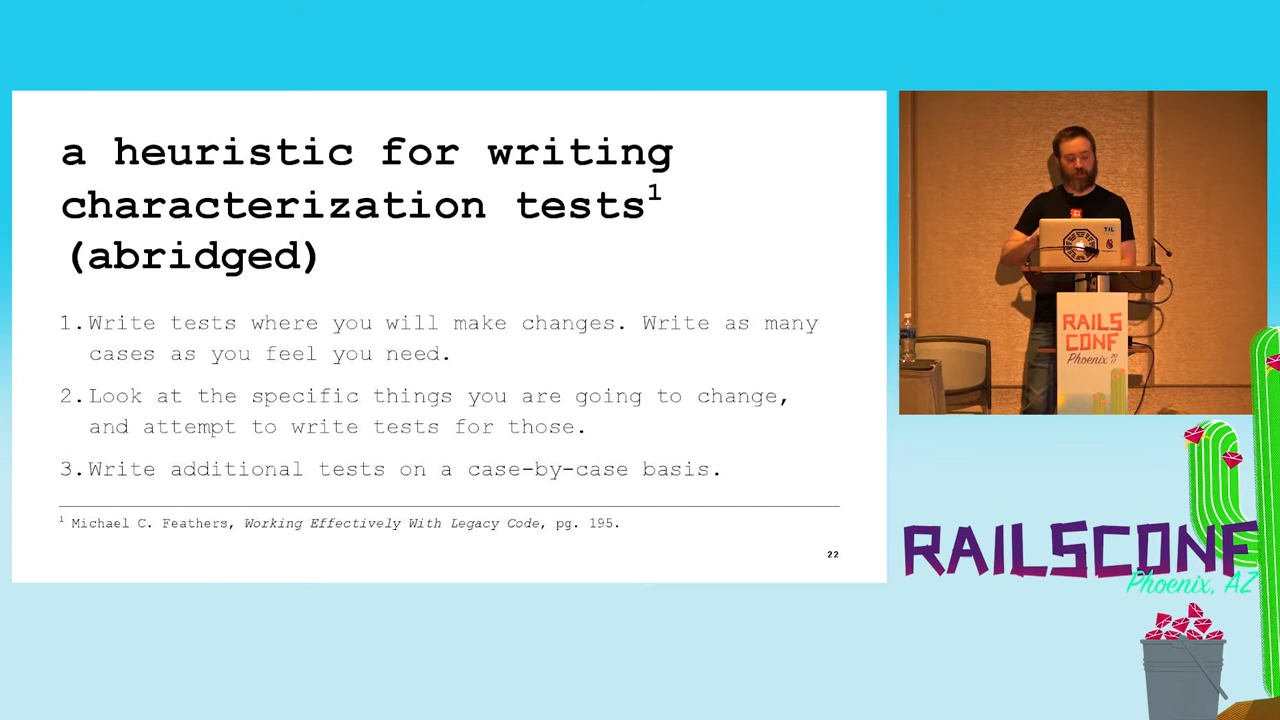 a heuristic for writing
characterization tests¹
(abridged)
1. Write tests where you will make changes. Write as many
cases as you feel you need.
2. Look at the specific things you are going to change,
and attempt to write tests for those.
3. Write additional tests on a case-by-case basis.
¹ Michael C. Feathers, Working Effectively With Legacy Code, pg. 195.
22
TIL
RAILS
CONF
Phoenix 2017
RAILSCONF
Phoenix, AZ